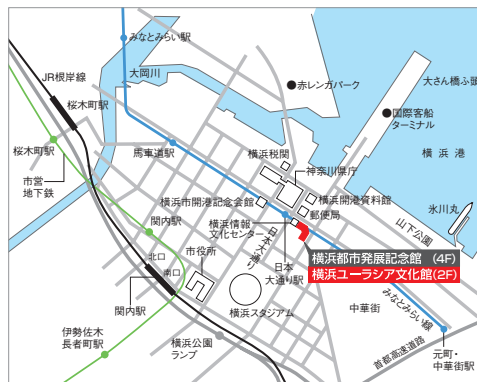 みなとみらい駅
大岡川
JR根岸線
桜木町駅
赤レンガパーク
大さん橋ふ頭
国際客船
ターミナル
桜木町駅
馬車道駅
横浜税関
神奈川県庁
横浜港
市営
地下鉄
横浜市開港記念会館
横浜開港資料館
郵便局
氷川丸
関内駅
横浜情報
文化センター
日本大通り
山下公園
北口
市役所
日本
大通り駅
横浜都市発展記念館 (4F)
横浜ユーラシア文化館(2F)
南口
関内駅
横浜スタジアム
中華街
みなとみらい線
伊勢佐木
長者町駅
横浜公園
ランプ
首都高速道路
元町・
中華街駅